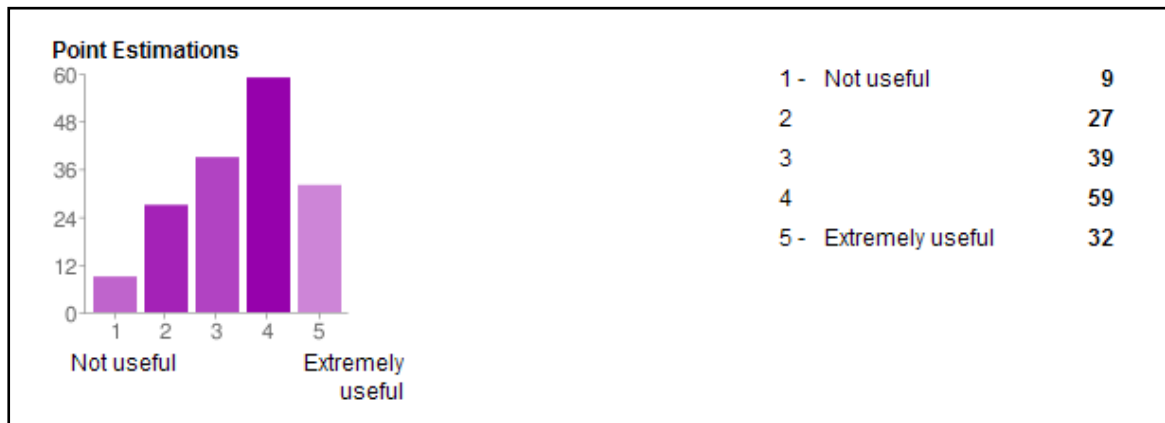 Point Estimations
60
48
36
24
12
0
1 2 3 4 5
Not useful Extremely
useful
1 - Not useful 9
2 27
3 39
4 59
5 - Extremely useful 32